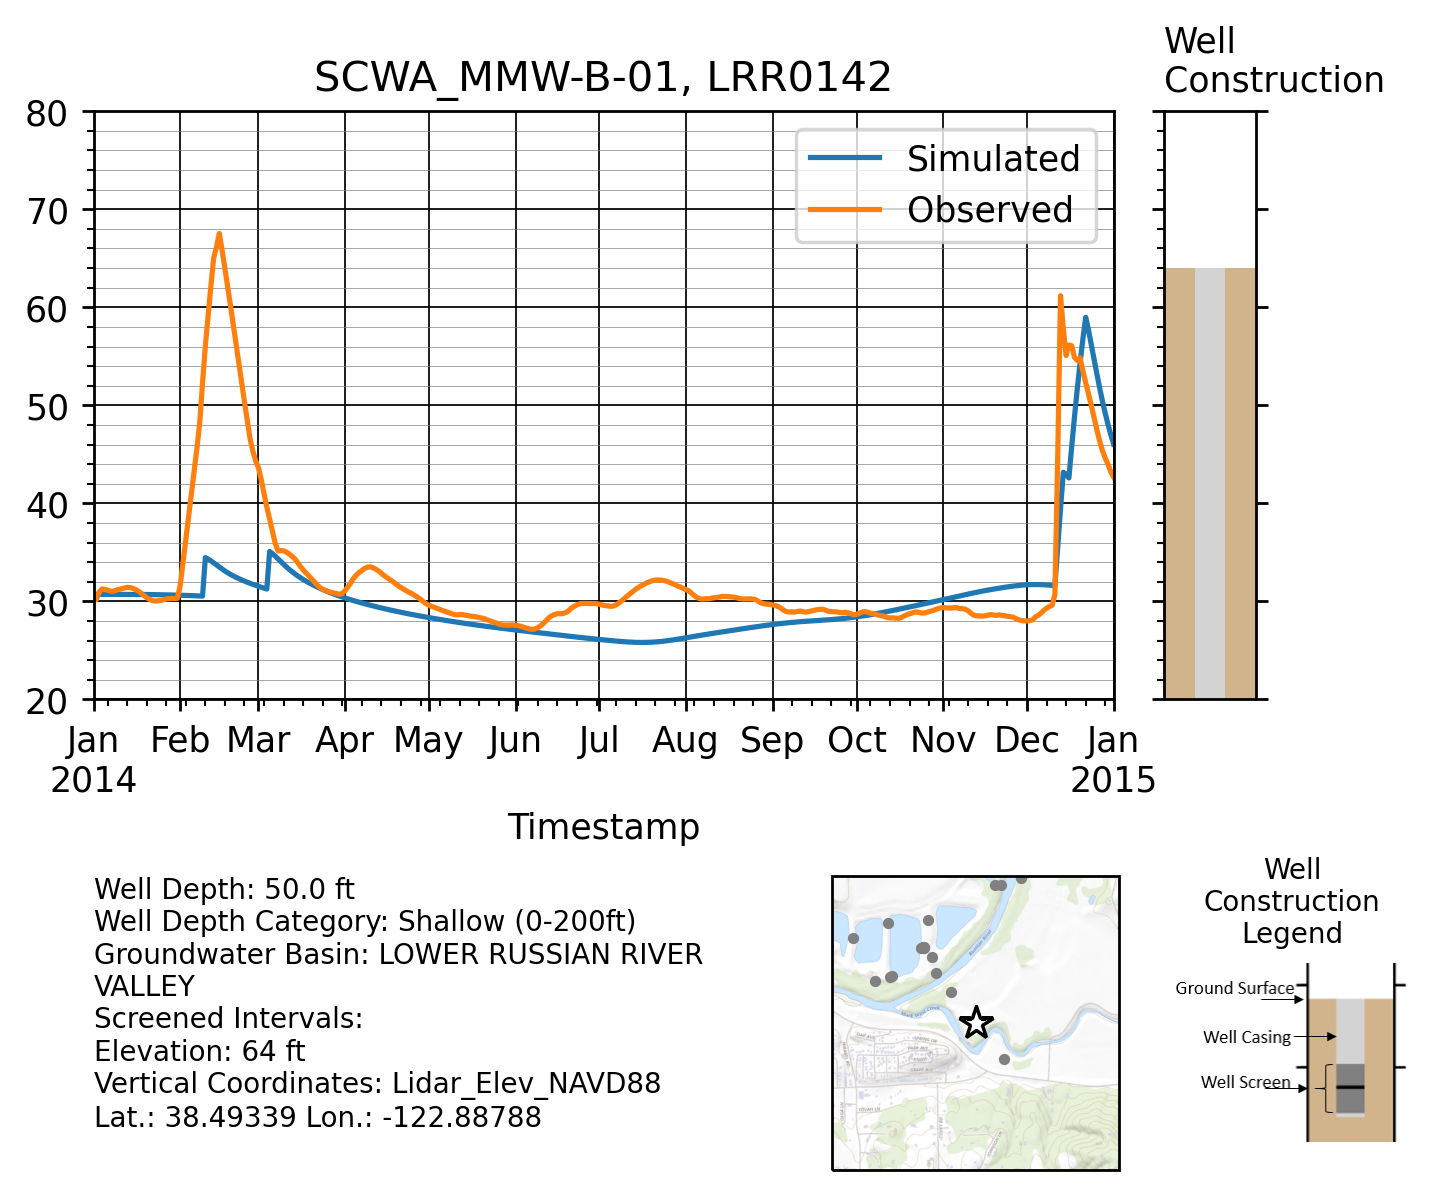 SCWA_MMW-B-01, LRR0142
Well
Construction
80
70
60
50
40
30
20
Simulated
Observed
Jan Feb Mar Apr May Jun Jul Aug Sep Oct Nov Dec Jan
2014 2015
Timestamp
Well Depth: 50.0 ft
Well Depth Category: Shallow (0-200ft)
Groundwater Basin: LOWER RUSSIAN RIVER
VALLEY
Screened Intervals:
Elevation: 64 ft
Vertical Coordinates: Lidar_Elev_NAVD88
Lat.: 38.49339 Lon.: -122.88788
Well
Construction
Legend
Ground Surface
Well Casing
Well Screen